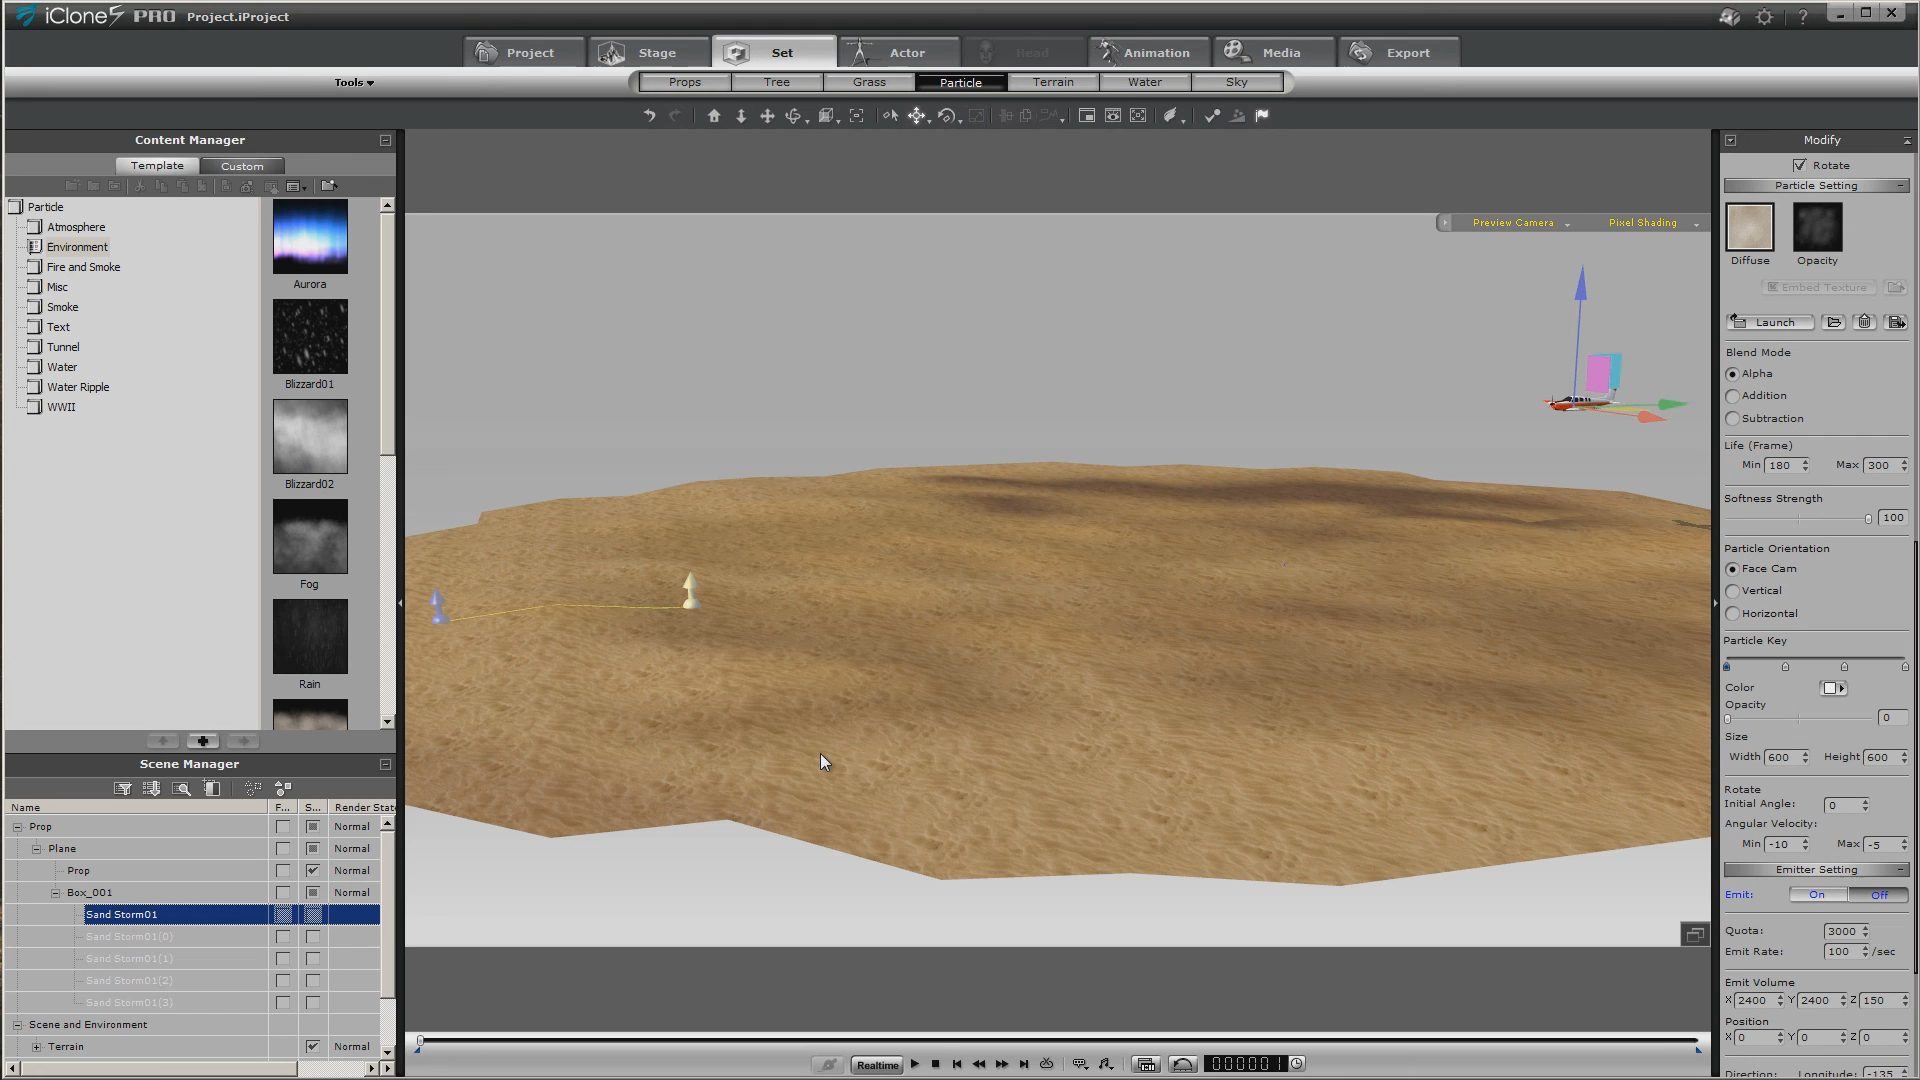 iClone5 PRO Project.iProject
Project Stage Set Actor Head Animation Media Export
Tools
Props Tree Grass Particle Terrain Water Sky
Content Manager
Template Custom
Particle
Atmosphere
Environment
Fire and Smoke
Misc
Smoke
Text
Tunnel
Water
Water Ripple
WWII
Aurora
Blizzard01
Blizzard02
Fog
Rain
Scene Manager
Name F... S... Render State
Prop Normal
Plane Normal
Prop Normal
Box_001 Normal
Sand Storm01
Sand Storm01(0)
Sand Storm01(1)
Sand Storm01(2)
Sand Storm01(3)
Scene and Environment
Terrain Normal
Preview Camera Pixel Shading
Realtime
000000 1
Modify
Rotate
Particle Setting
Diffuse Opacity
Embed Texture
Launch
Blend Mode
Alpha
Addition
Subtraction
Life (Frame)
Min 180 Max 300
Softness Strength
100
Particle Orientation
Face Cam
Vertical
Horizontal
Particle Key
Color
Opacity
0
Size
Width 600 Height 600
Rotate
Initial Angle: 0
Angular Velocity:
Min -10 Max -5
Emitter Setting
Emit: On Off
Quota: 3000
Emit Rate: 100 /sec
Emit Volume
X 2400 Y 2400 Z 150
Position
X 0 Y 0 Z 0
Direction: Longitude: -135